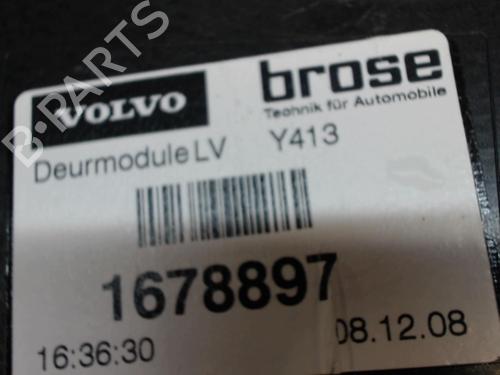 VOLVO
brose
Technik für Automobile
Deurmodule LV Y413
1678897
16:36:30 08.12.08
B-PARTS